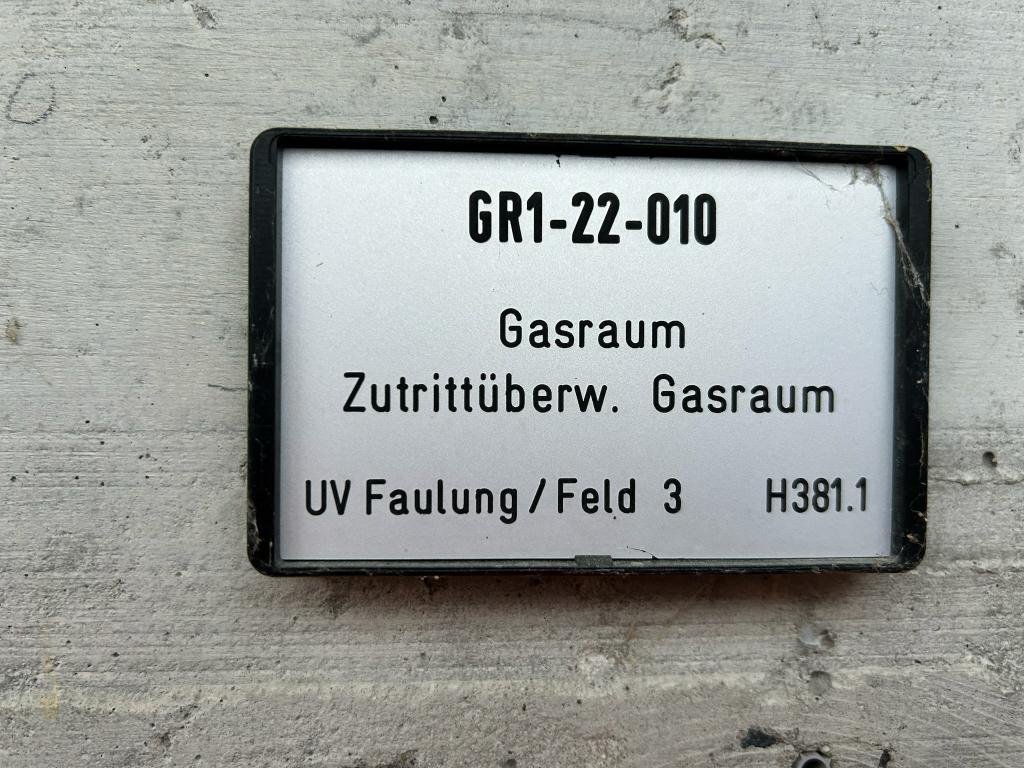 GR1-22-010
Gasraum
Zutrittüberw. Gasraum
UV Faulung / Feld 3 H381.1